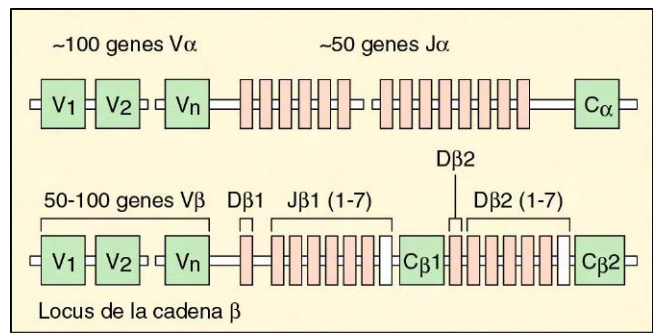 ~100 genes Vα ~50 genes Jα
V1 V2 Vn Cα
Dβ2
50-100 genes Vβ Dβ1 Jβ1 (1-7) Dβ2 (1-7)
V1 V2 Vn Cβ1 Cβ2
Locus de la cadena β